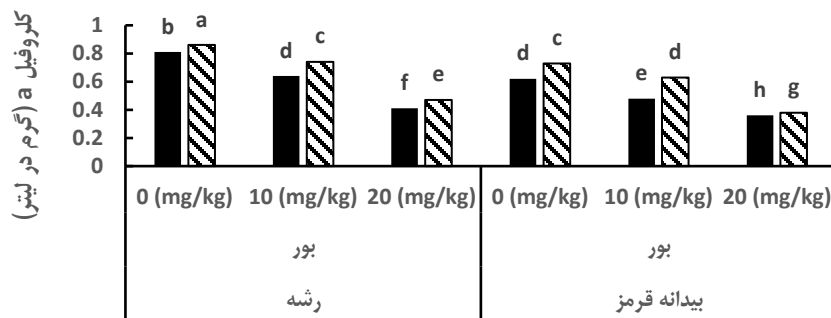 کلروفیل a (گرم در لیتر)
1
0.8
0.6
0.4
0.2
0
b a d c f e d c e d h g
0 (mg/kg) 10 (mg/kg) 20 (mg/kg) 0 (mg/kg) 10 (mg/kg) 20 (mg/kg)
بور بور
رشه بیدانه قرمز